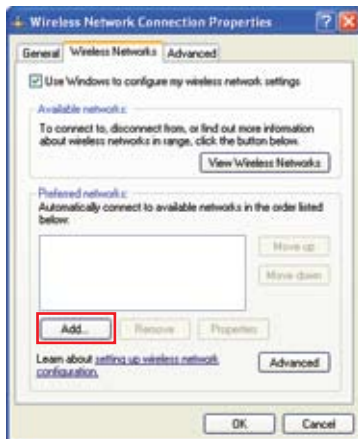 Wireless Network Connection Properties
General Wireless Networks Advanced
Use Windows to configure my wireless network settings
Available networks:
To connect to, disconnect from, or find out more information
about wireless networks in range, click the button below.
View Wireless Networks
Preferred networks:
Automatically connect to available networks in the order listed
below:
Move up
Move down
Add... Remove Properties
Learn about setting up wireless network
configuration.
Advanced
OK Cancel